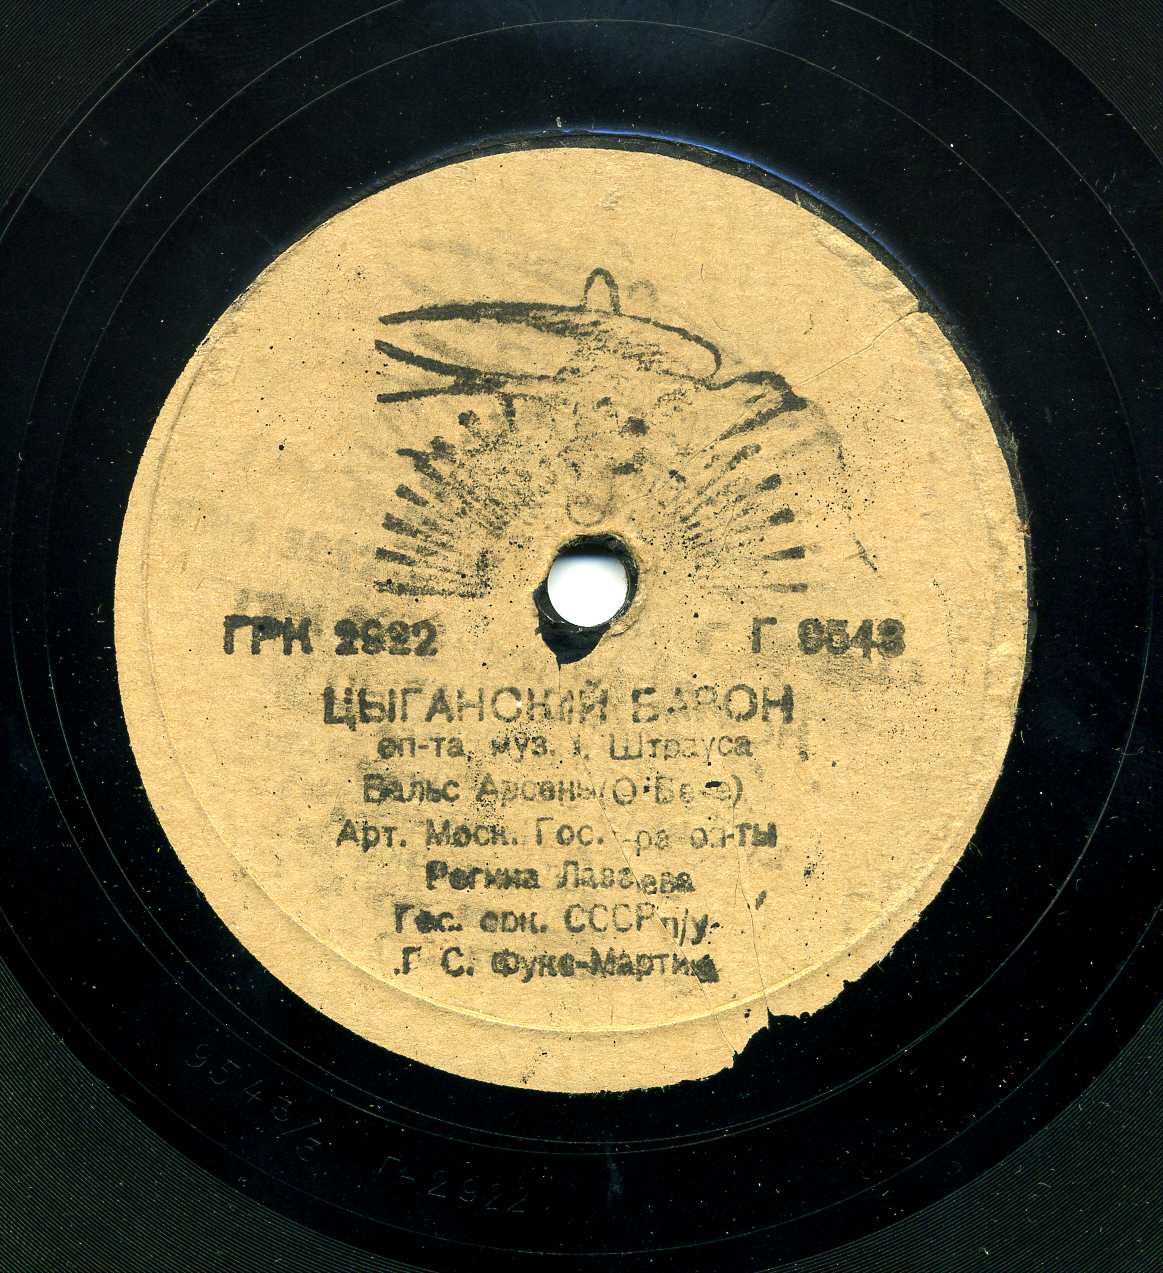 ГРК 2922 Г 9543
ЦЫГАНСКИЙ БАРОН
оп-та, муз. И. Штрауса
Вальс Арсены
Арт. Моск. Гос.
Регина Лазарева
Гос. орк. СССР п/у
Г С. Фукс-Мартина
9543/3 Г-2922